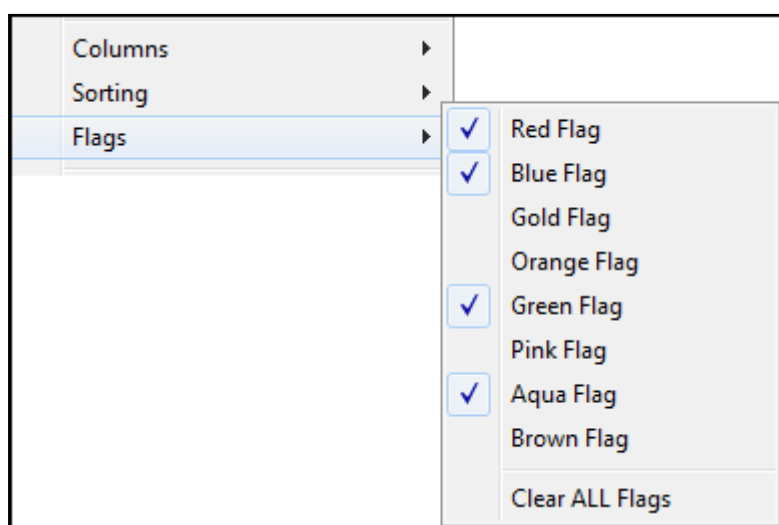 Columns
Sorting
Flags
Red Flag
Blue Flag
Gold Flag
Orange Flag
Green Flag
Pink Flag
Aqua Flag
Brown Flag
Clear ALL Flags